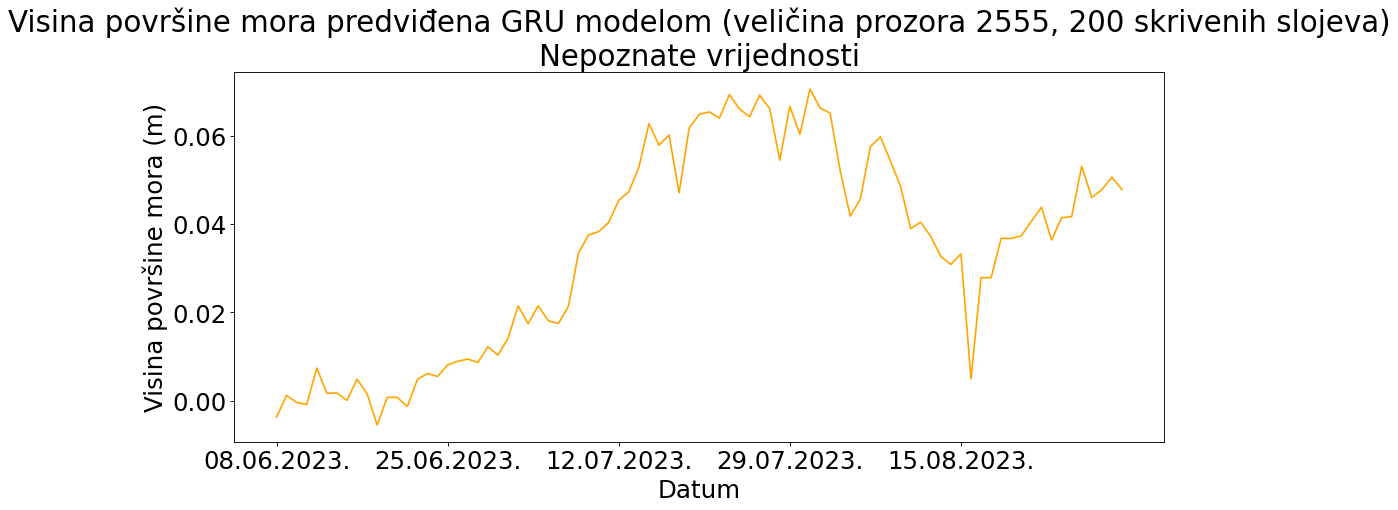 Visina površine mora predviđena GRU modelom (veličina prozora 2555, 200 skrivenih slojeva)
Nepoznate vrijednosti
Visina površine mora (m)
0.06
0.04
0.02
0.00
08.06.2023.
25.06.2023.
12.07.2023.
29.07.2023.
15.08.2023.
Datum